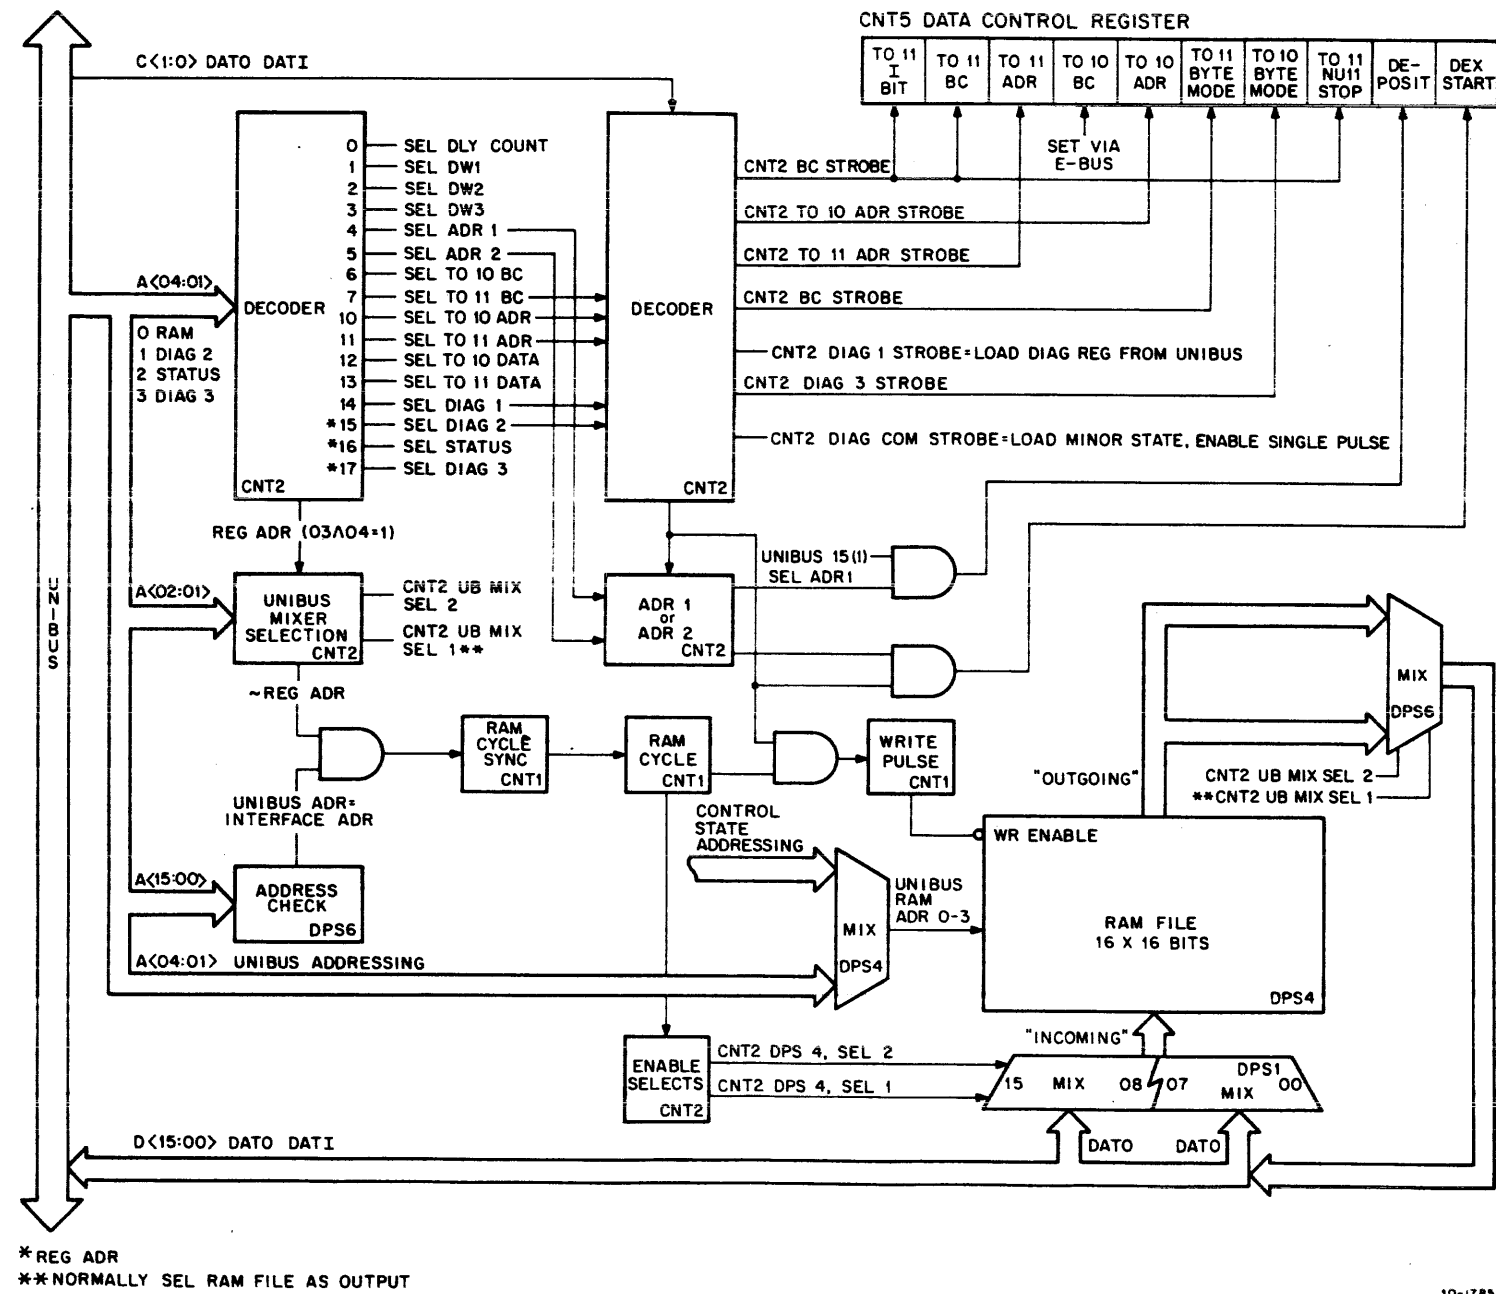 CNT5 DATA CONTROL REGISTER
TO 11 I BIT
TO 11 BC
TO 11 ADR
TO 10 BC
TO 10 ADR
TO 11 BYTE MODE
TO 10 BYTE MODE
TO 11 NU11 STOP
DE-POSIT
DEX START
C<1:0> DATO DATI
0 SEL DLY COUNT
1 SEL DW1
2 SEL DW2
3 SEL DW3
4 SEL ADR 1
5 SEL ADR 2
6 SEL TO 10 BC
7 SEL TO 11 BC
10 SEL TO 10 ADR
11 SEL TO 11 ADR
12 SEL TO 10 DATA
13 SEL TO 11 DATA
14 SEL DIAG 1
*15 SEL DIAG 2
*16 SEL STATUS
*17 SEL DIAG 3
DECODER
CNT2
A<04:01>
0 RAM
1 DIAG 2
2 STATUS
3 DIAG 3
DECODER
CNT2
SET VIA
E-BUS
CNT2 BC STROBE
CNT2 TO 10 ADR STROBE
CNT2 TO 11 ADR STROBE
CNT2 BC STROBE
CNT2 DIAG 1 STROBE=LOAD DIAG REG FROM UNIBUS
CNT2 DIAG 3 STROBE
CNT2 DIAG COM STROBE=LOAD MINOR STATE, ENABLE SINGLE PULSE
REG ADR (03∧04=1)
UNIBUS
A<02:01>
UNIBUS
MIXER
SELECTION
CNT2
CNT2 UB MIX
SEL 2
CNT2 UB MIX
SEL 1**
ADR 1
or
ADR 2
CNT2
UNIBUS 15(1)
SEL ADR1
~REG ADR
RAM
CYCLE
SYNC
CNT1
RAM
CYCLE
CNT1
WRITE
PULSE
CNT1
UNIBUS ADR=
INTERFACE ADR
A<15:00>
ADDRESS
CHECK
DPS6
A<04:01> UNIBUS ADDRESSING
CONTROL
STATE
ADDRESSING
MIX
DPS4
UNIBUS
RAM
ADR 0-3
"OUTGOING"
MIX
DPS6
CNT2 UB MIX SEL 2
**CNT2 UB MIX SEL 1
WR ENABLE
RAM FILE
16 X 16 BITS
DPS4
"INCOMING"
ENABLE
SELECTS
CNT2
CNT2 DPS 4, SEL 2
CNT2 DPS 4, SEL 1
15 MIX 08
07 MIX 00
DPS1
DATO
DATO
D<15:00> DATO DATI
*REG ADR
**NORMALLY SEL RAM FILE AS OUTPUT